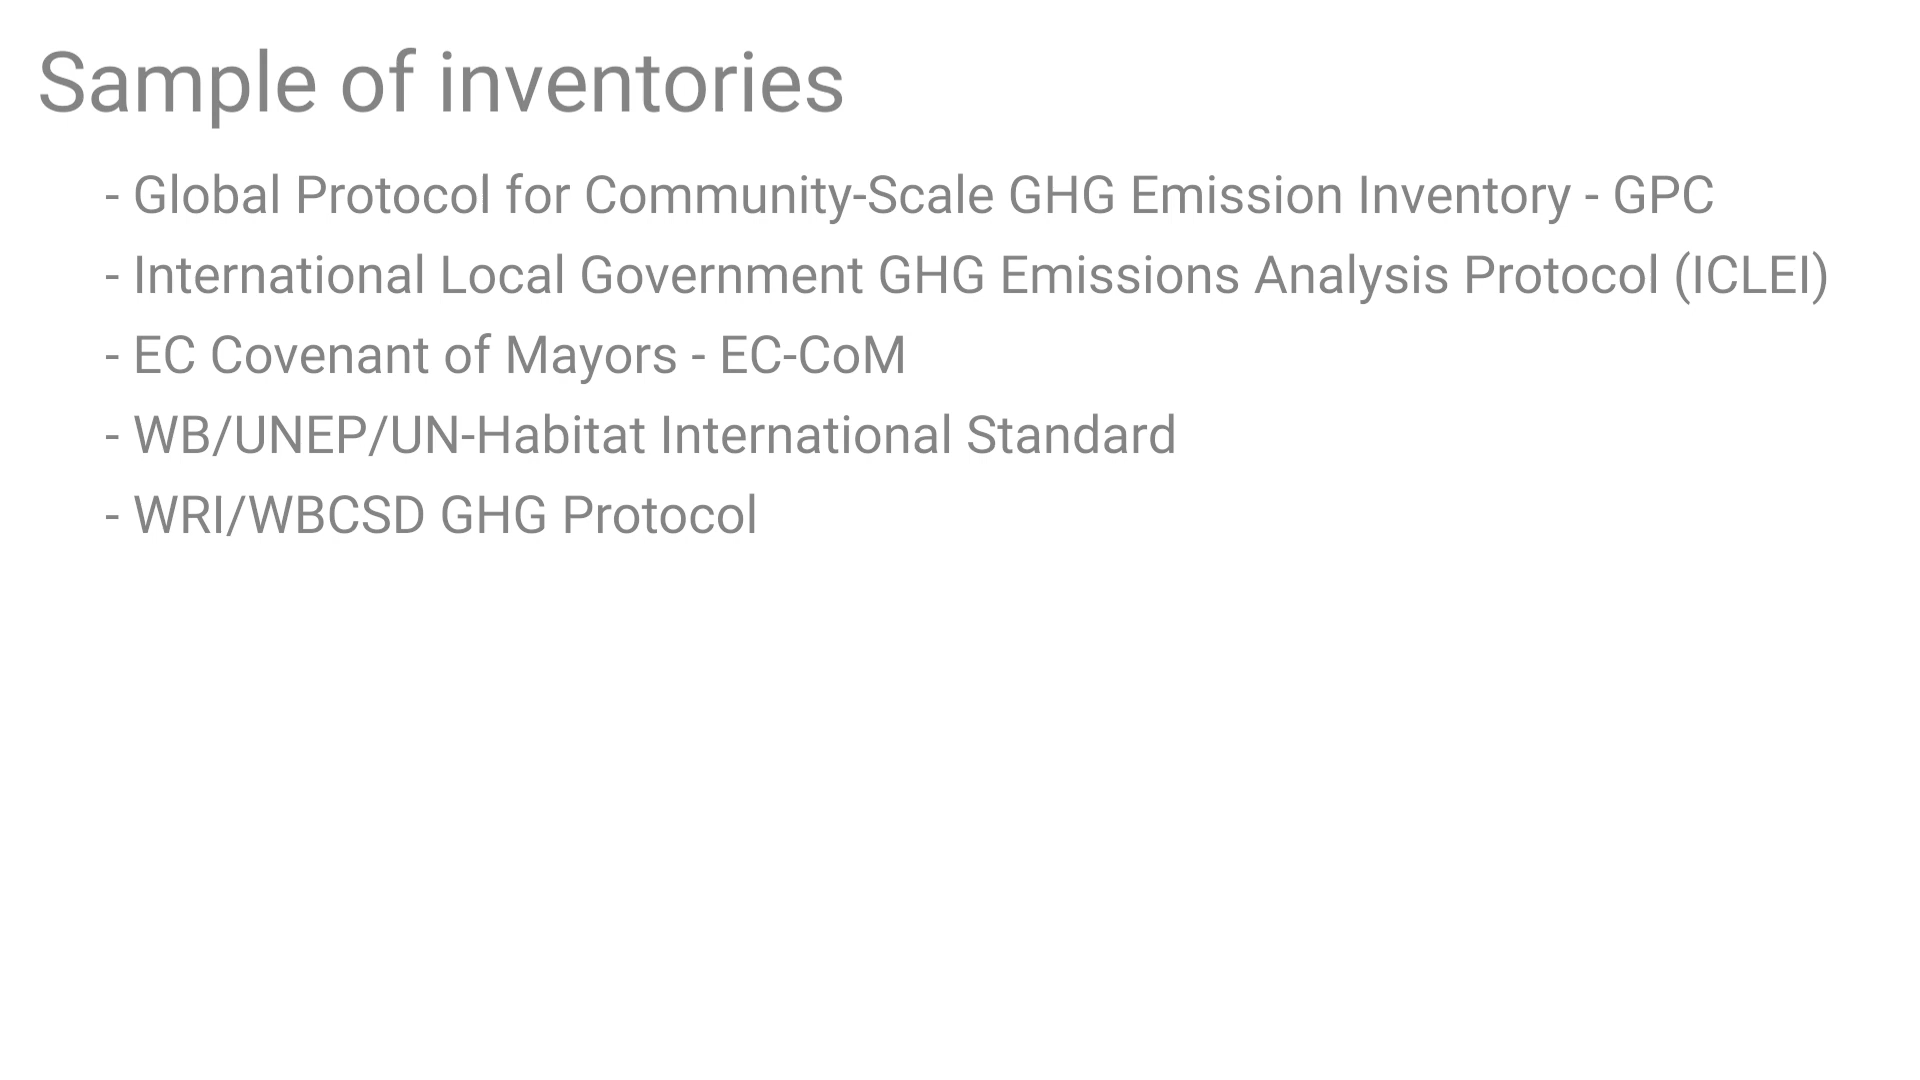 Sample of inventories
- Global Protocol for Community-Scale GHG Emission Inventory - GPC
- International Local Government GHG Emissions Analysis Protocol (ICLEI)
- EC Covenant of Mayors - EC-CoM
- WB/UNEP/UN-Habitat International Standard
- WRI/WBCSD GHG Protocol